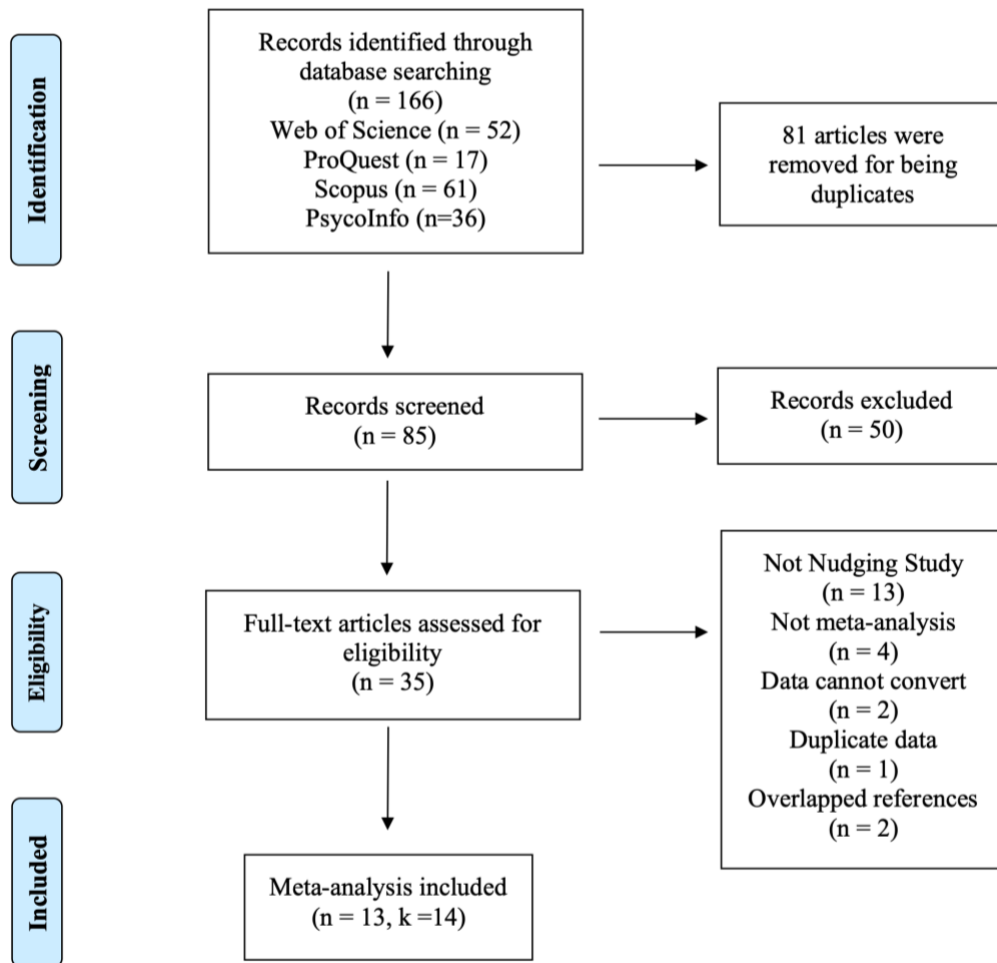 Identification
Records identified through
database searching
(n = 166)
Web of Science (n = 52)
ProQuest (n = 17)
Scopus (n = 61)
PsycoInfo (n=36)
81 articles were
removed for being
duplicates
Screening
Records screened
(n = 85)
Records excluded
(n = 50)
Eligibility
Full-text articles assessed for
eligibility
(n = 35)
Not Nudging Study
(n = 13)
Not meta-analysis
(n = 4)
Data cannot convert
(n = 2)
Duplicate data
(n = 1)
Overlapped references
(n = 2)
Included
Meta-analysis included
(n = 13, k =14)